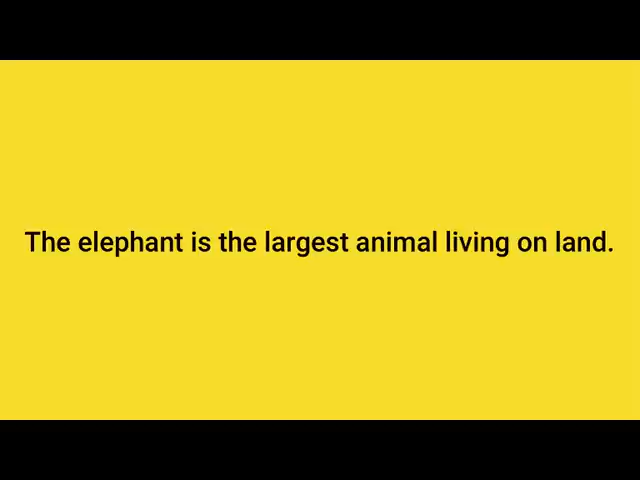 The elephant is the largest animal living on land.